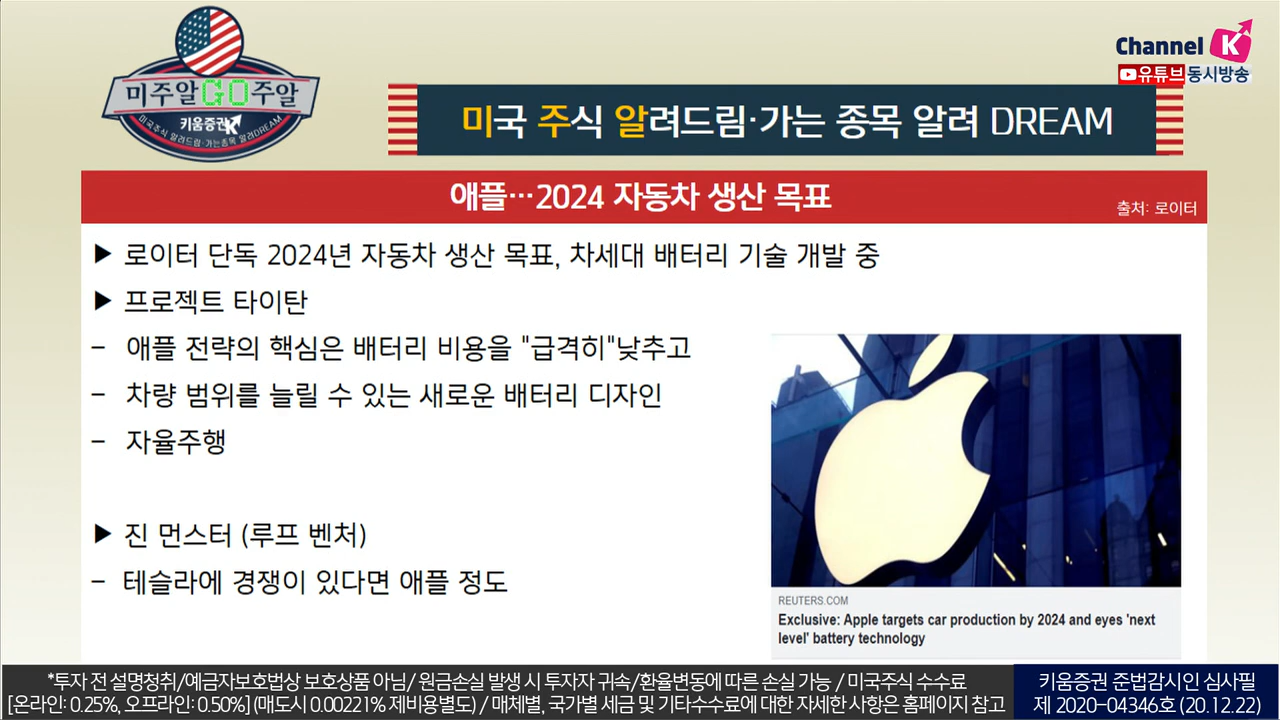 미주알GO주알
키움증권
미국주식 알려드림·가는종목 알려DREAM
Channel K
유튜브동시방송
미국 주식 알려드림·가는 종목 알려 DREAM
애플…2024 자동차 생산 목표
출처: 로이터
▶ 로이터 단독 2024년 자동차 생산 목표, 차세대 배터리 기술 개발 중
▶ 프로젝트 타이탄
- 애플 전략의 핵심은 배터리 비용을 "급격히"낮추고
- 차량 범위를 늘릴 수 있는 새로운 배터리 디자인
- 자율주행
▶ 진 먼스터 (루프 벤처)
- 테슬라에 경쟁이 있다면 애플 정도
REUTERS.COM
Exclusive: Apple targets car production by 2024 and eyes 'next
level' battery technology
*투자 전 설명청취/예금자보호법상 보호상품 아님/ 원금손실 발생 시 투자자 귀속/환율변동에 따른 손실 가능 / 미국주식 수수료
[온라인: 0.25%, 오프라인: 0.50%] (매도시 0.00221% 제비용별도) / 매체별, 국가별 세금 및 기타수수료에 대한 자세한 사항은 홈페이지 참고
키움증권 준법감시인 심사필
제 2020-04346호 (20.12.22)